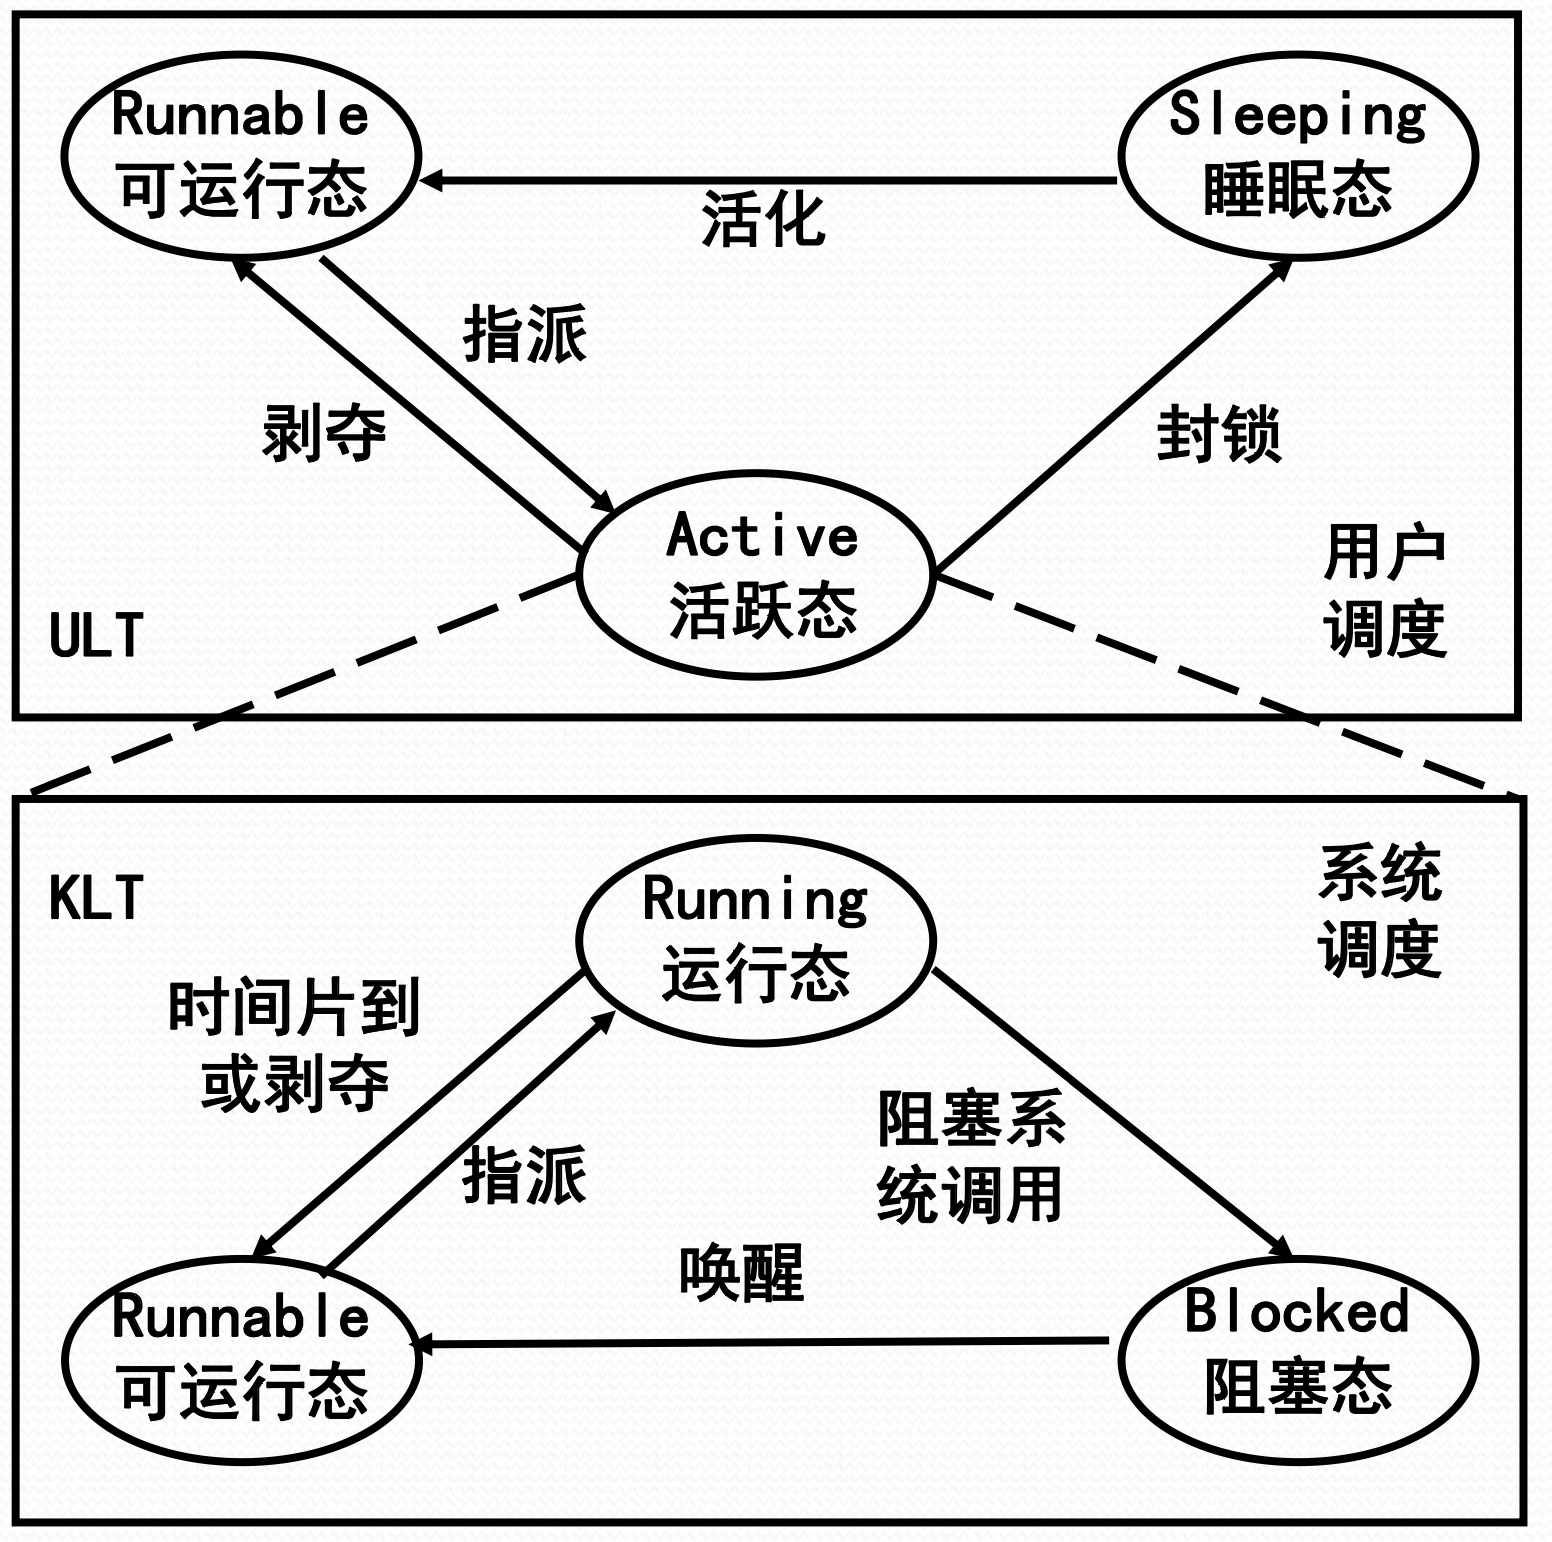 Runnable
可运行态
Sleeping
睡眠态
活化
指派
剥夺
封锁
Active
活跃态
用户
调度
ULT
KLT
Running
运行态
系统
调度
时间片到
或剥夺
指派
阻塞系
统调用
唤醒
Runnable
可运行态
Blocked
阻塞态